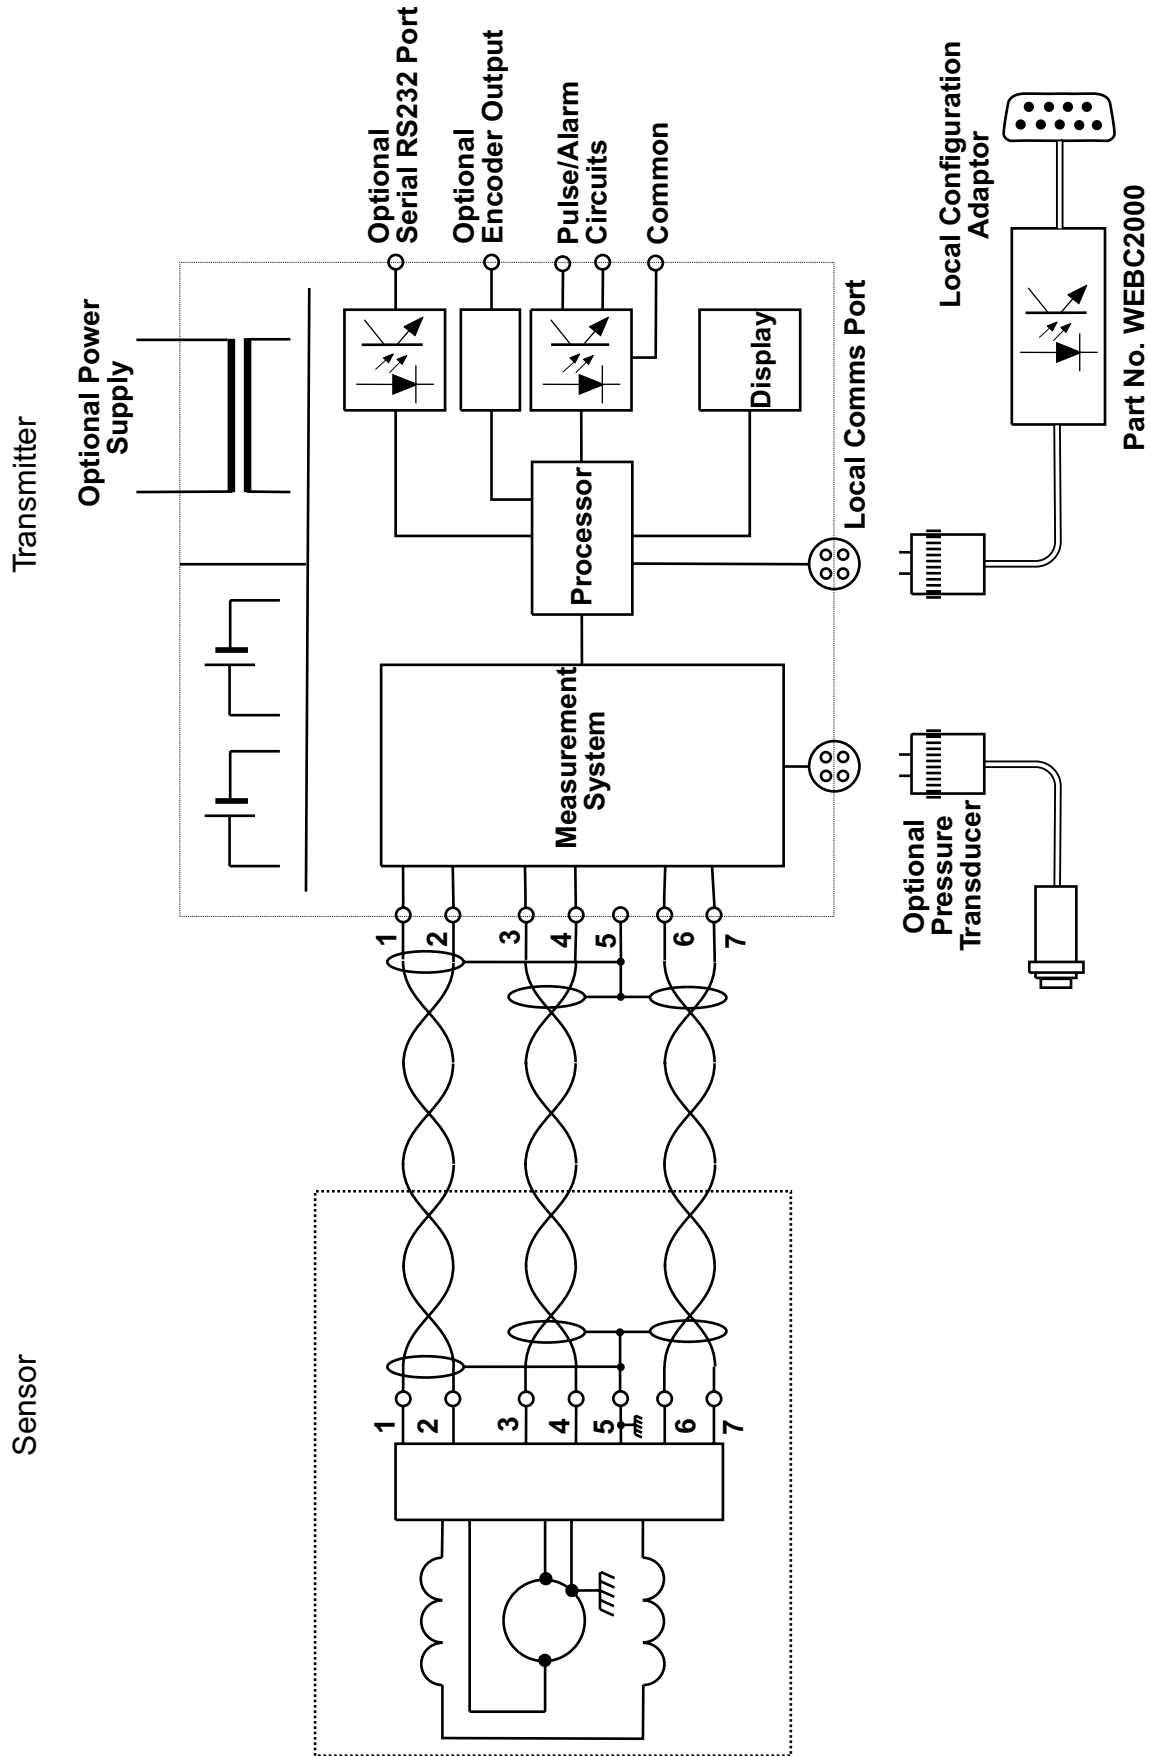 Sensor
Transmitter
Optional Power
Supply
Optional
Serial RS232 Port
Optional
Encoder Output
Pulse/Alarm
Circuits
Common
Display
Processor
Measurement
System
Local Comms Port
1
2
3
4
5
6
7
1
2
3
4
5
6
7
Optional
Pressure
Transducer
Local Configuration
Adaptor
Part No. WEBC2000